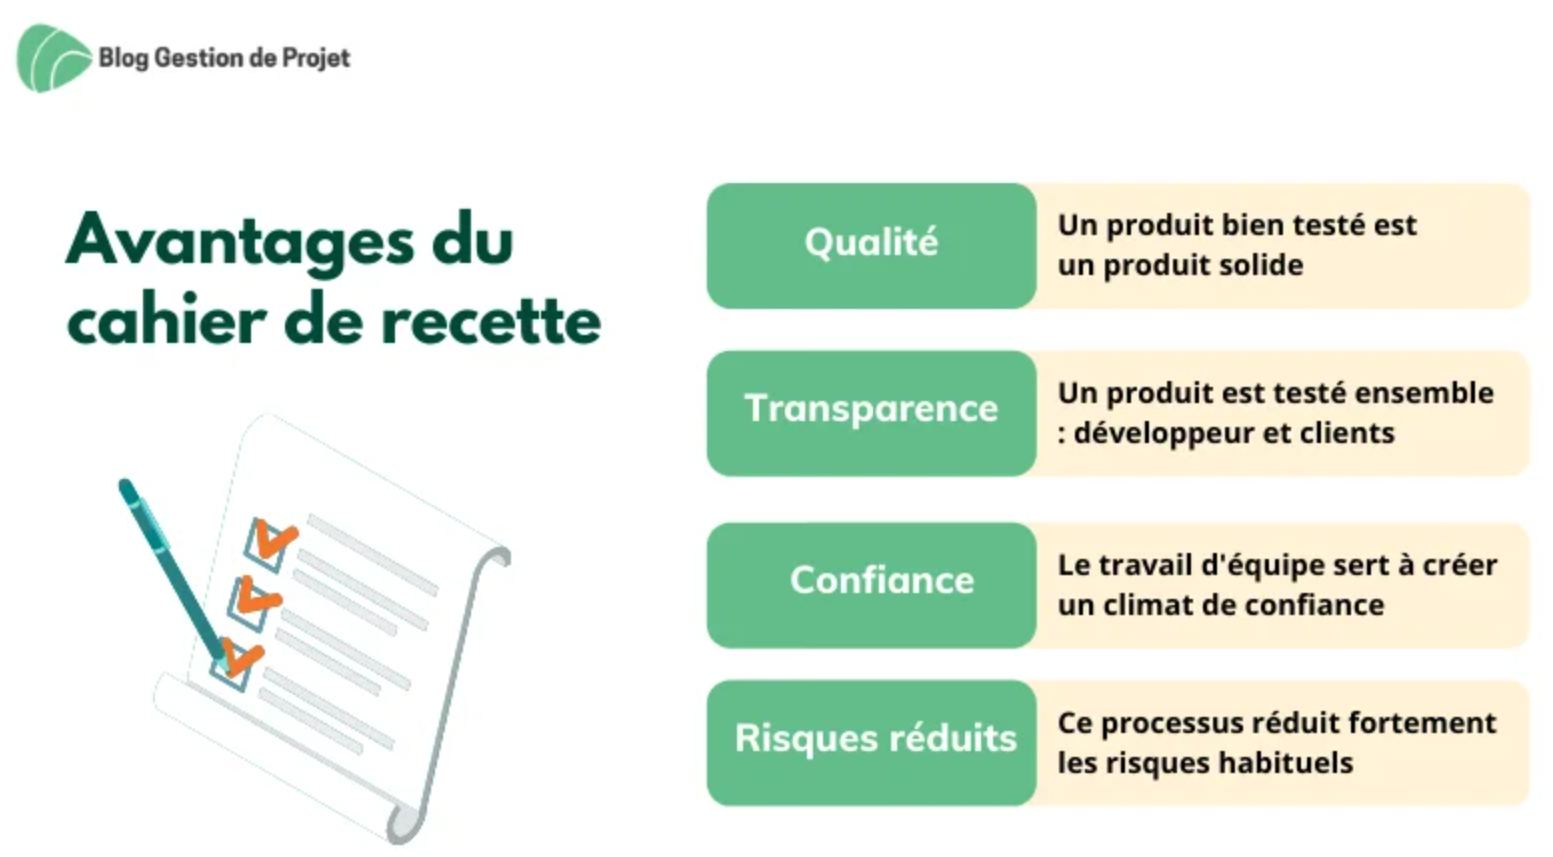 Blog Gestion de Projet
Avantages du
cahier de recette
Qualité
Un produit bien testé est
un produit solide
Transparence
Un produit est testé ensemble
: développeur et clients
Confiance
Le travail d'équipe sert à créer
un climat de confiance
Risques réduits
Ce processus réduit fortement
les risques habituels